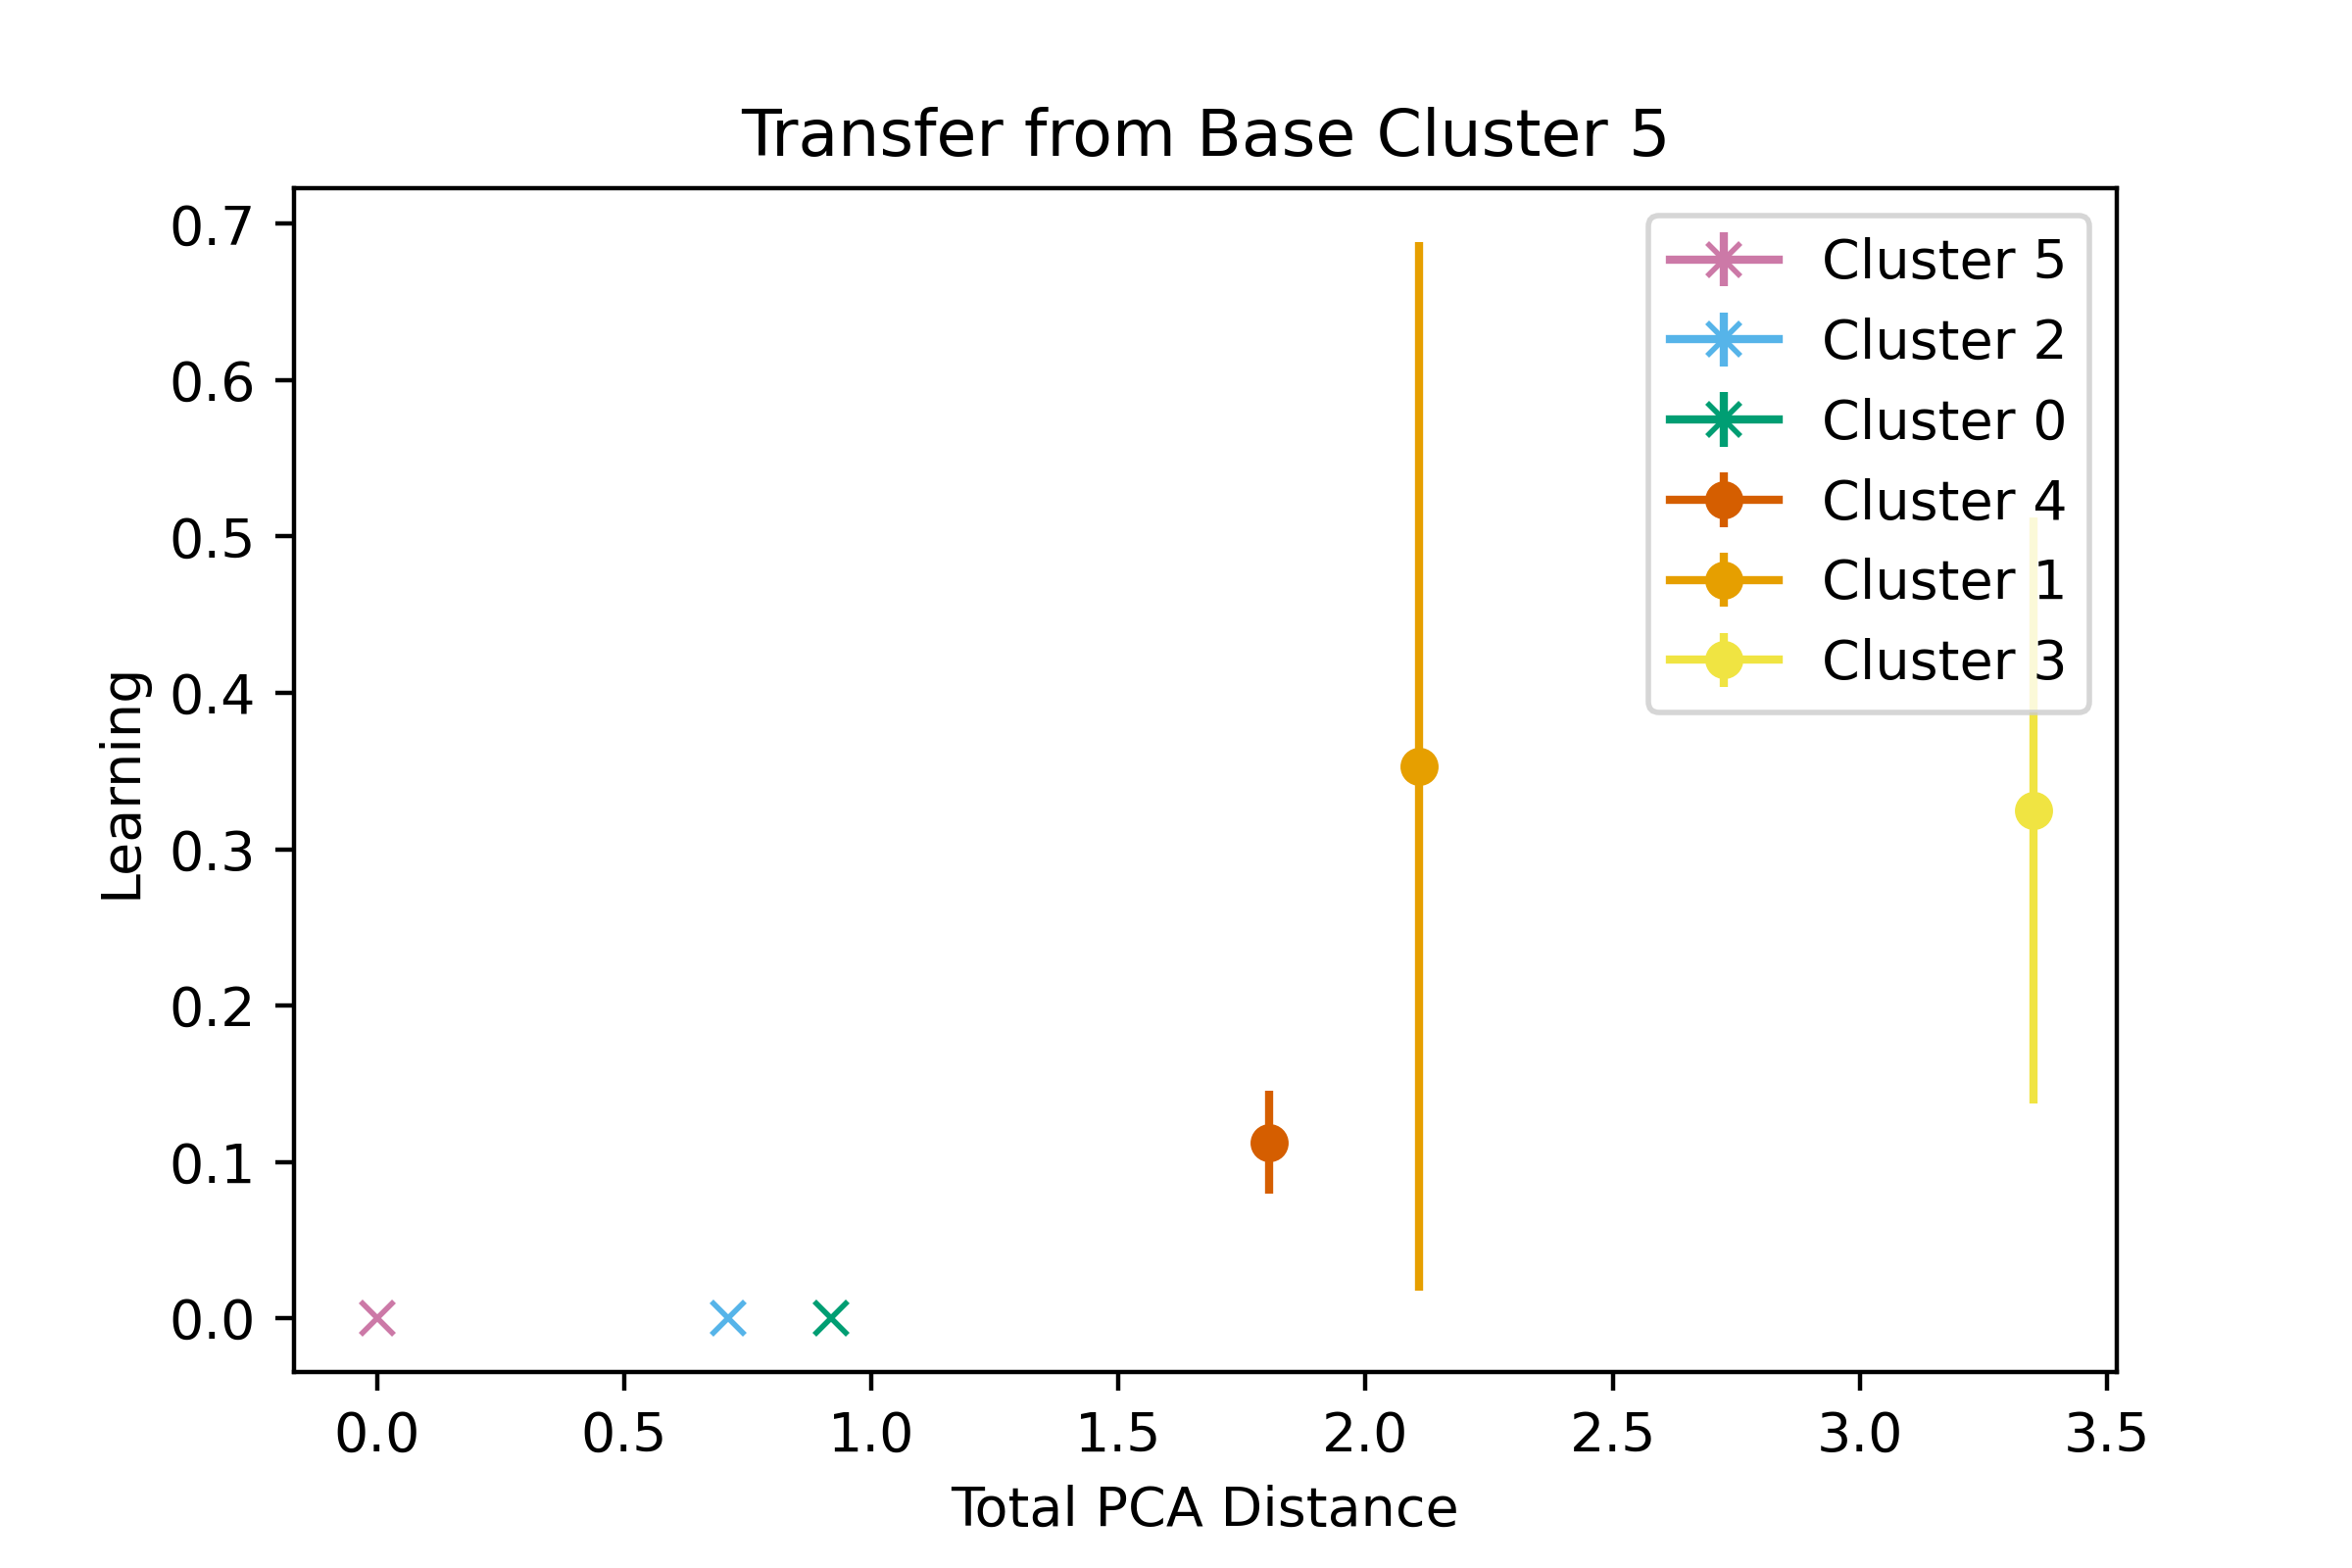 Transfer from Base Cluster 5
Learning
0.7
0.6
0.5
0.4
0.3
0.2
0.1
0.0
Cluster 5
Cluster 2
Cluster 0
Cluster 4
Cluster 1
Cluster 3
0.0 0.5 1.0 1.5 2.0 2.5 3.0 3.5
Total PCA Distance